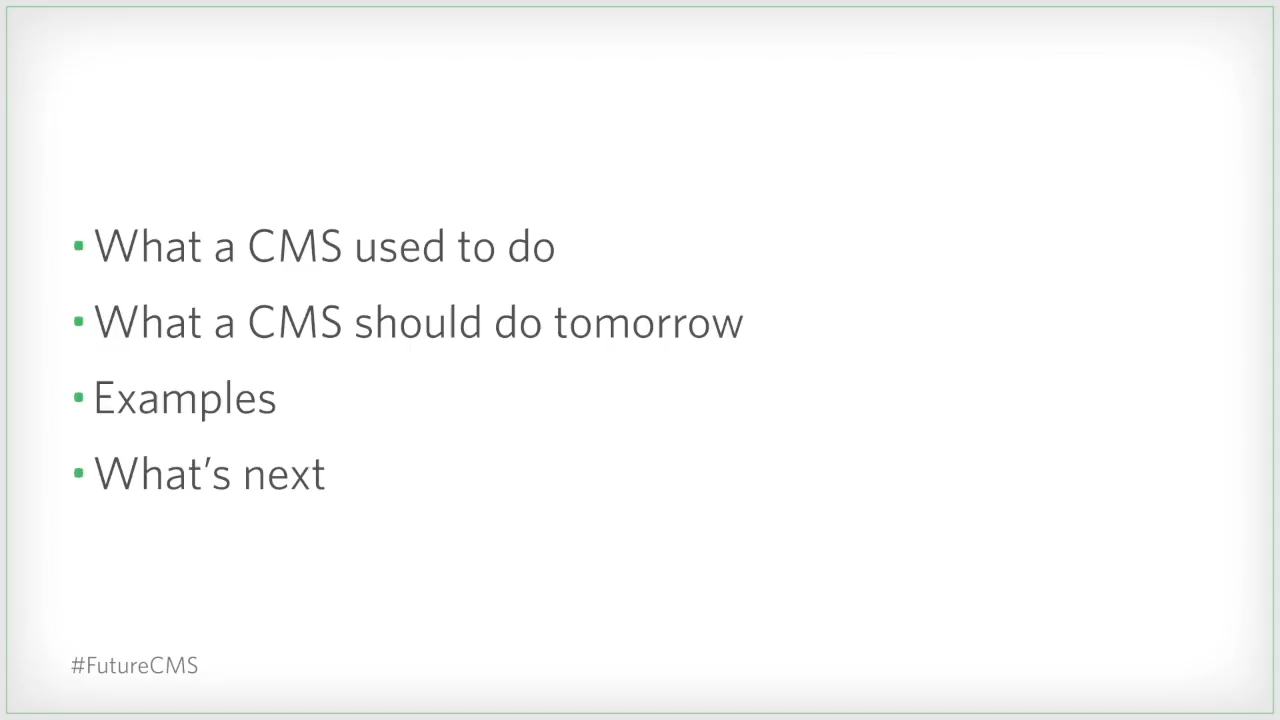 • What a CMS used to do
• What a CMS should do tomorrow
• Examples
• What’s next
#FutureCMS